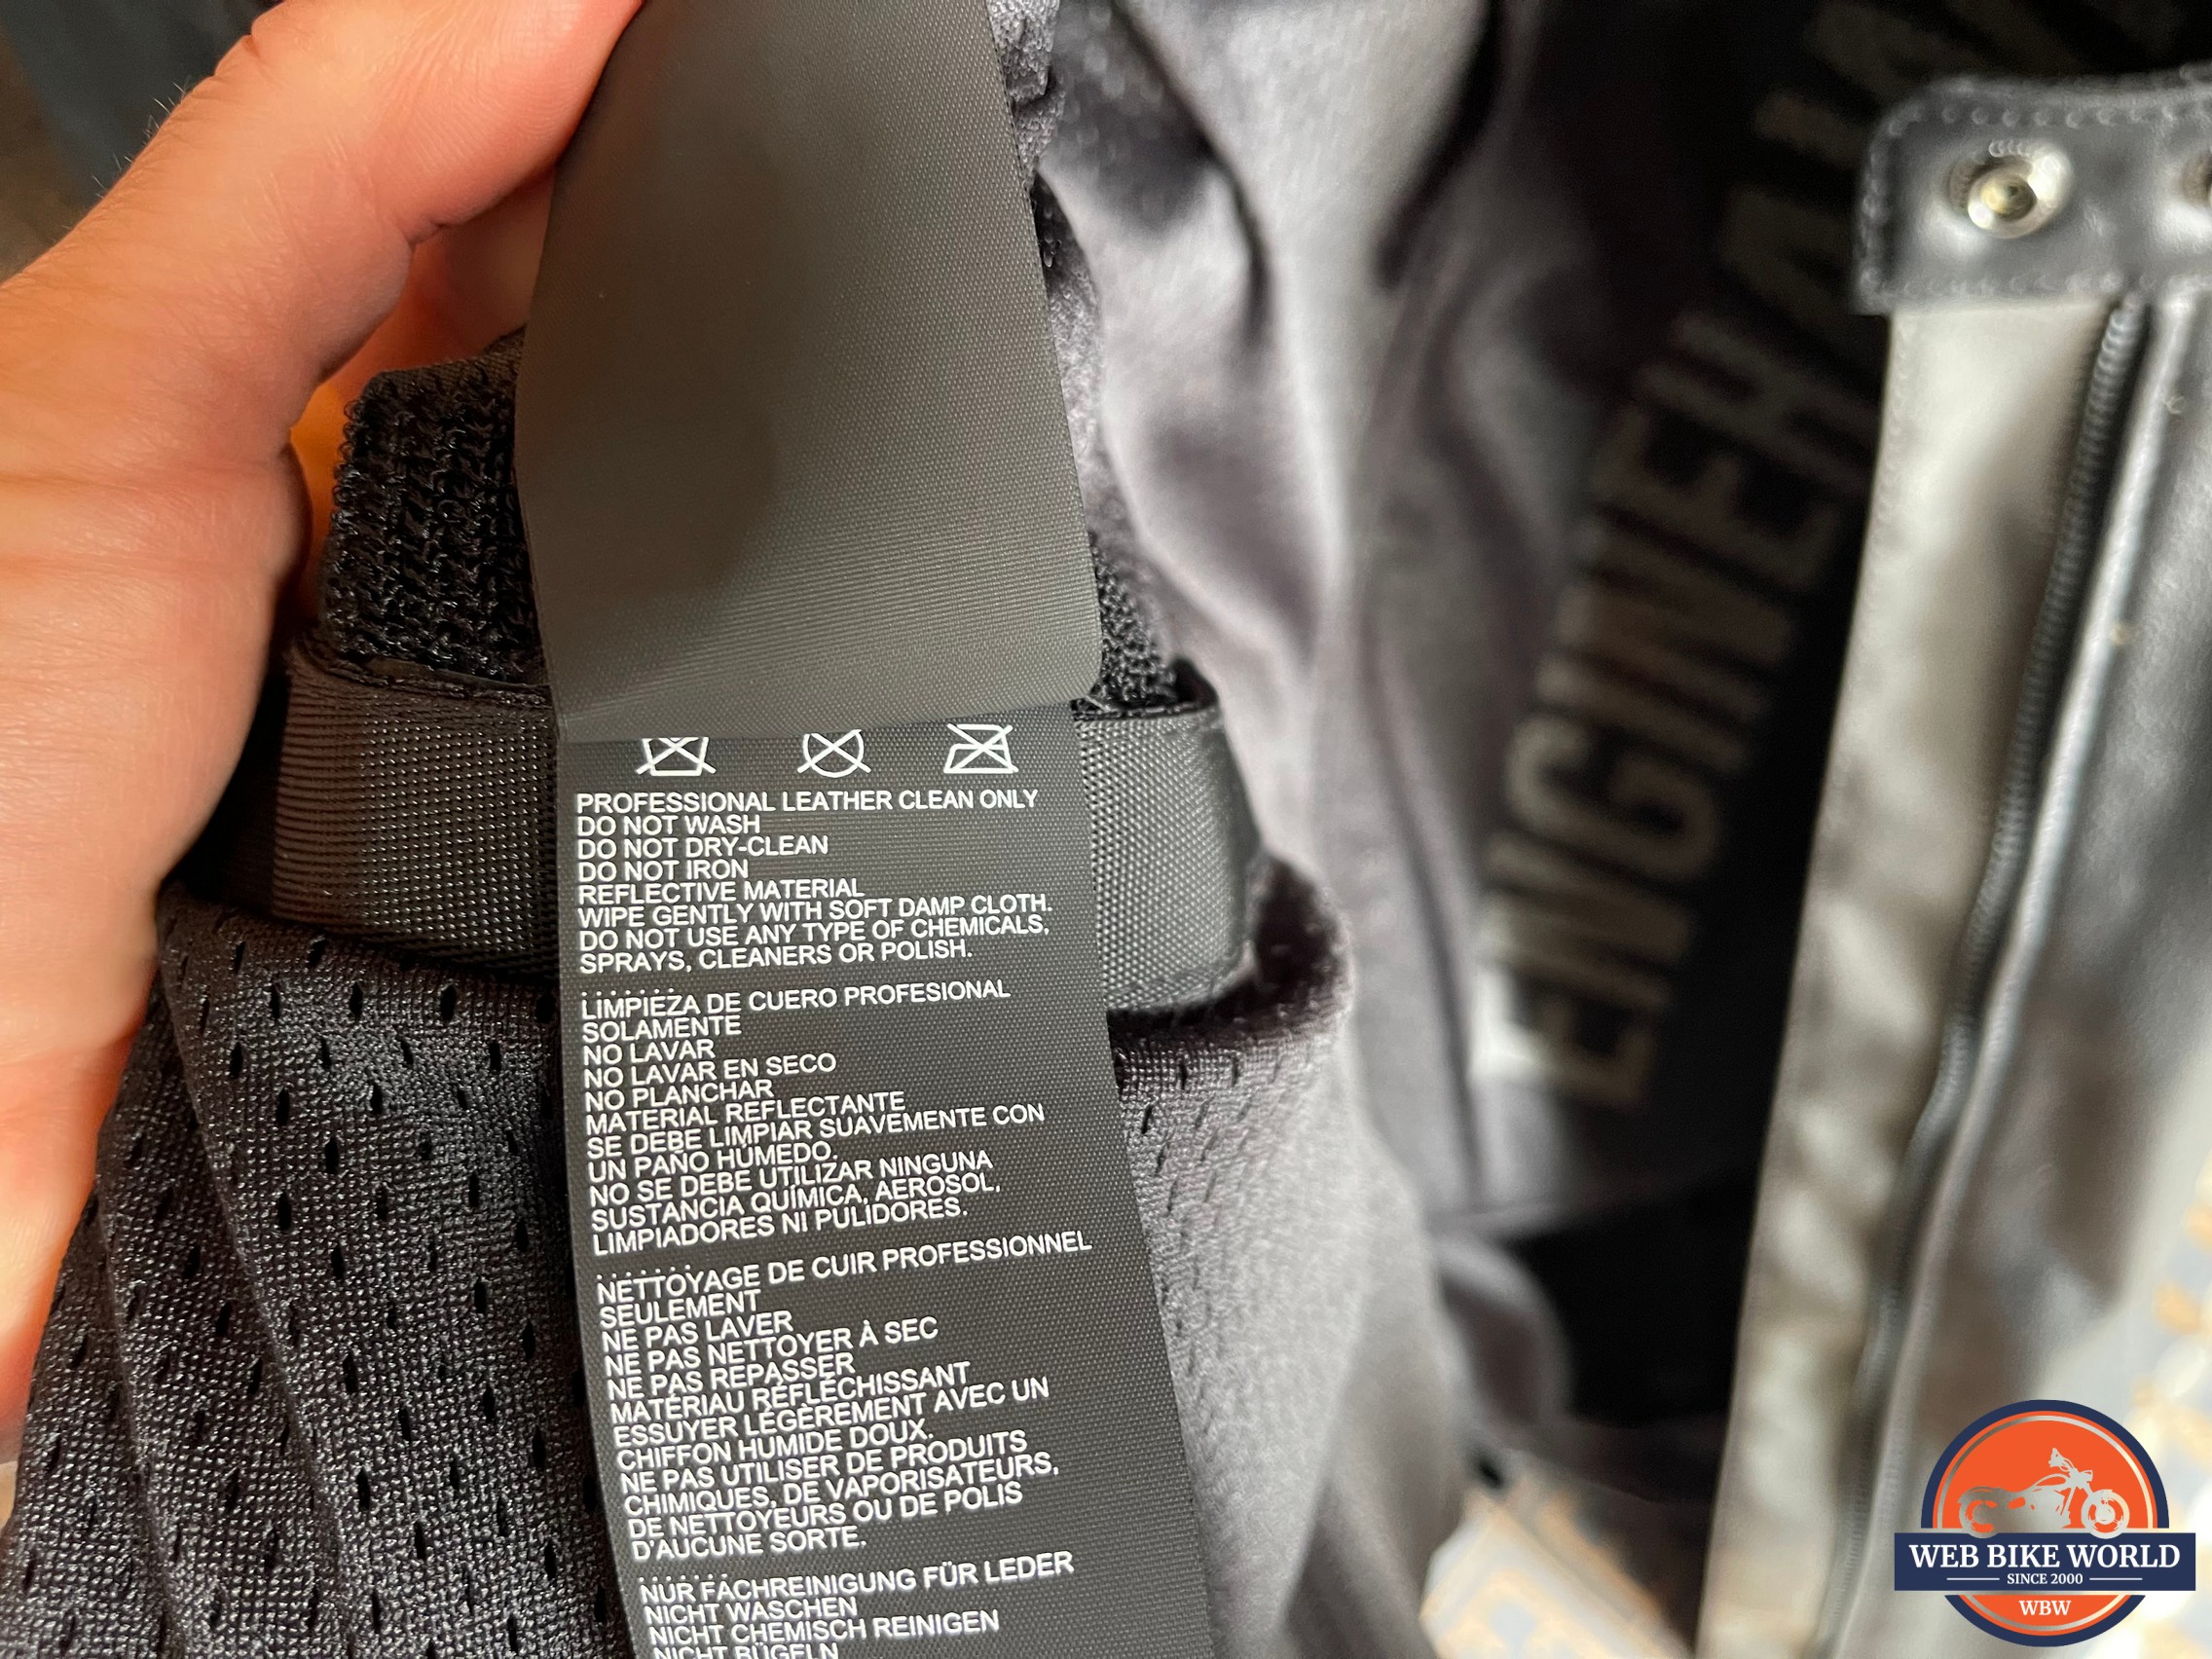 PROFESSIONAL LEATHER CLEAN ONLY
DO NOT WASH
DO NOT DRY-CLEAN
DO NOT IRON
REFLECTIVE MATERIAL
WIPE GENTLY WITH SOFT DAMP CLOTH.
DO NOT USE ANY TYPE OF CHEMICALS,
SPRAYS, CLEANERS OR POLISH.
.......
LIMPIEZA DE CUERO PROFESIONAL
SOLAMENTE
NO LAVAR
NO LAVAR EN SECO
NO PLANCHAR
MATERIAL REFLECTANTE
SE DEBE LIMPIAR SUAVEMENTE CON
UN PAÑO HÚMEDO.
NO SE DEBE UTILIZAR NINGUNA
SUSTANCIA QUÍMICA, AEROSOL,
LIMPIADORES NI PULIDORES.
.......
NETTOYAGE DE CUIR PROFESSIONNEL
SEULEMENT
NE PAS LAVER
NE PAS NETTOYER À SEC
NE PAS REPASSER
MATÉRIAU RÉFLÉCHISSANT
ESSUYER LÉGÈREMENT AVEC UN
CHIFFON HUMIDE DOUX.
NE PAS UTILISER DE PRODUITS
CHIMIQUES, DE VAPORISATEURS,
DE NETTOYEURS OU DE POLIS
D'AUCUNE SORTE.
.......
NUR FACHREINIGUNG FÜR LEDER
NICHT WASCHEN
NICHT CHEMISCH REINIGEN
NICHT BÜGELN
WEB BIKE WORLD
SINCE 2000
WBW